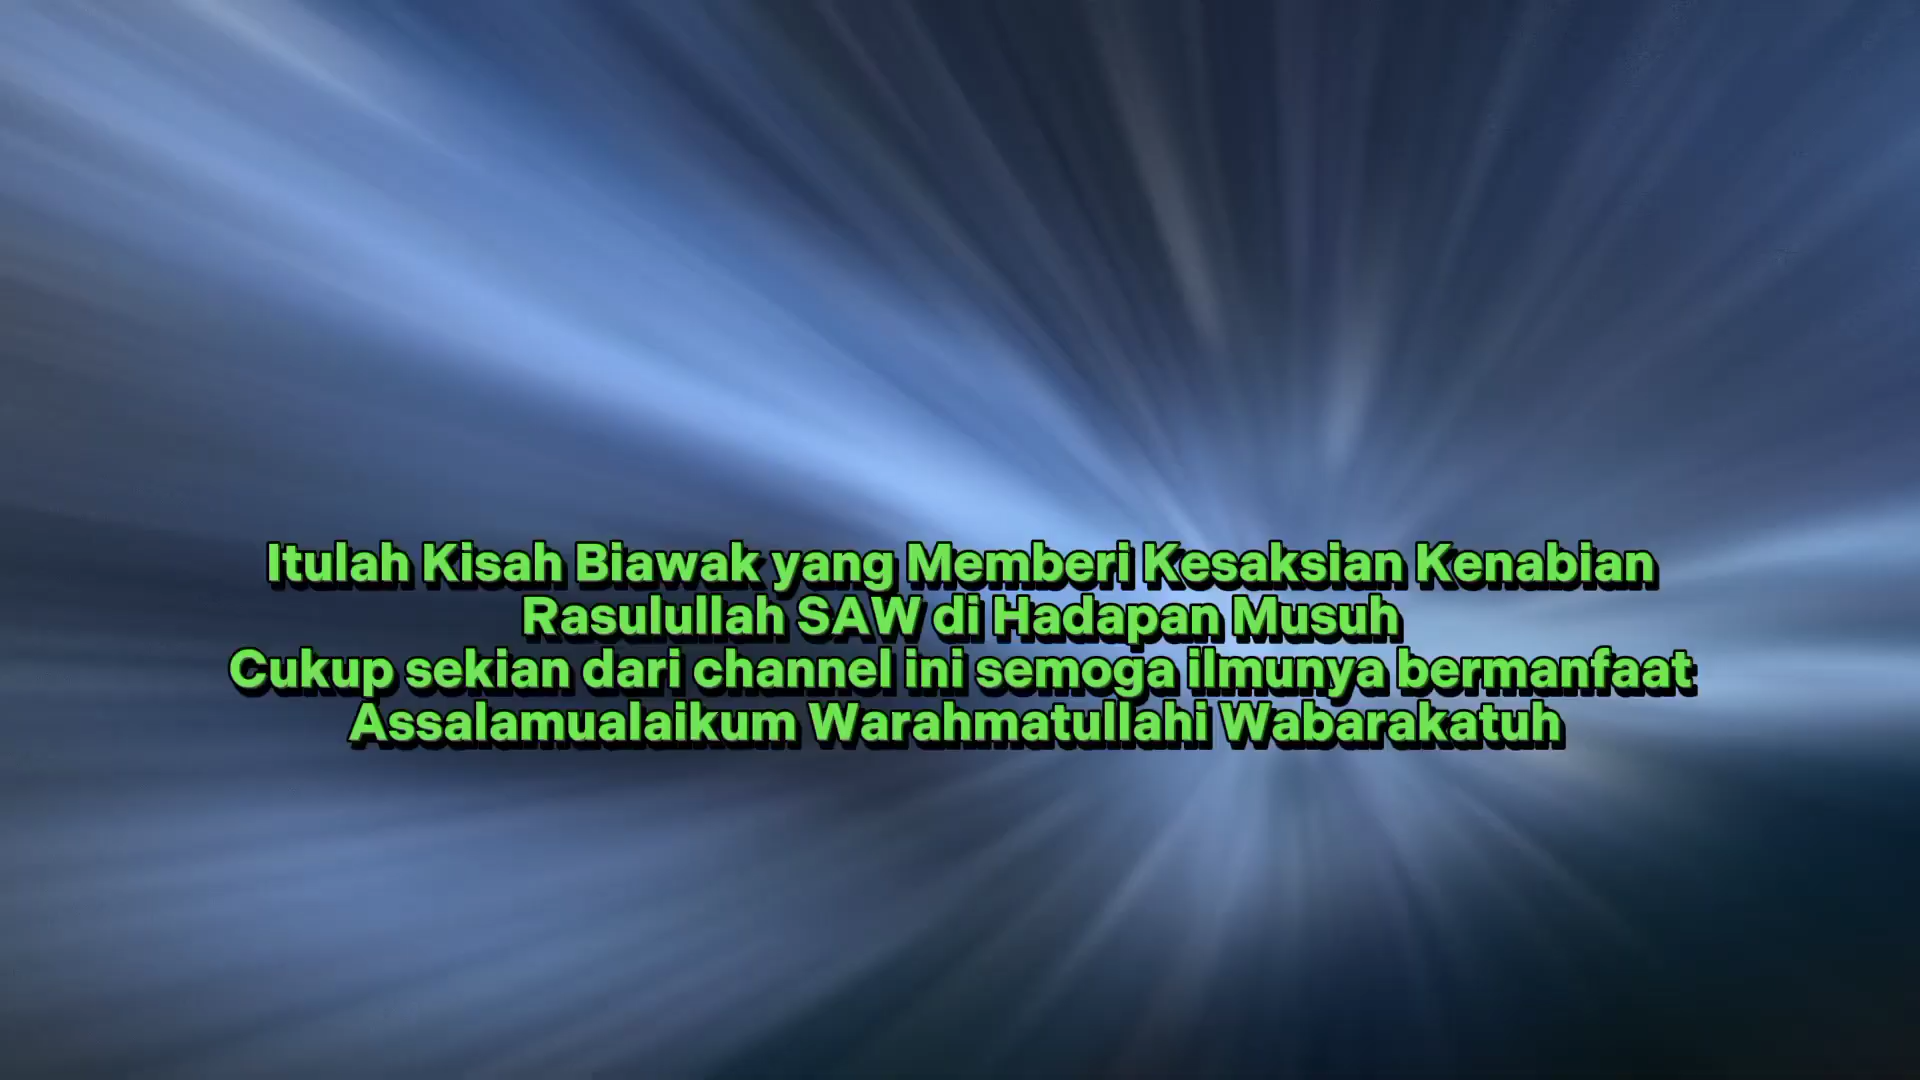 Itulah Kisah Biawak yang Memberi Kesaksian Kenabian
Rasulullah SAW di Hadapan Musuh
Cukup sekian dari channel ini semoga ilmunya bermanfaat
Assalamualaikum Warahmatullahi Wabarakatuh